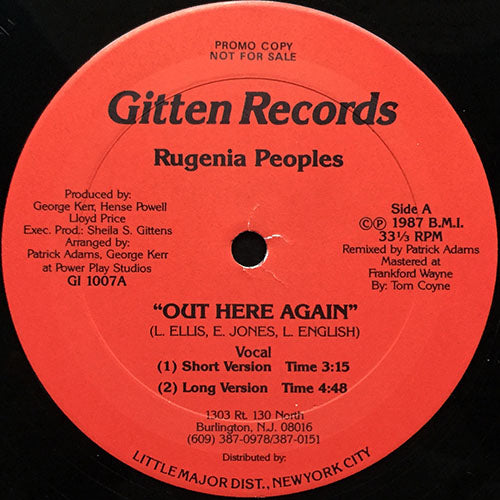 PROMO COPY
NOT FOR SALE
Gitten Records
Rugenia Peoples
Produced by:
George Kerr, Hense Powell
Lloyd Price
Exec. Prod.: Sheila S. Gittens
Arranged by:
Patrick Adams, George Kerr
at Power Play Studios
GI 1007A
Side A
©℗ 1987 B.M.I.
33⅓ RPM
Remixed by Patrick Adams
Mastered at
Frankford Wayne
By: Tom Coyne
"OUT HERE AGAIN"
(L. ELLIS, E. JONES, L. ENGLISH)
Vocal
(1) Short Version Time 3:15
(2) Long Version Time 4:48
1303 Rt. 130 North
Burlington, N.J. 08016
(609) 387-0978/387-0151
Distributed by:
LITTLE MAJOR DIST., NEW YORK CITY